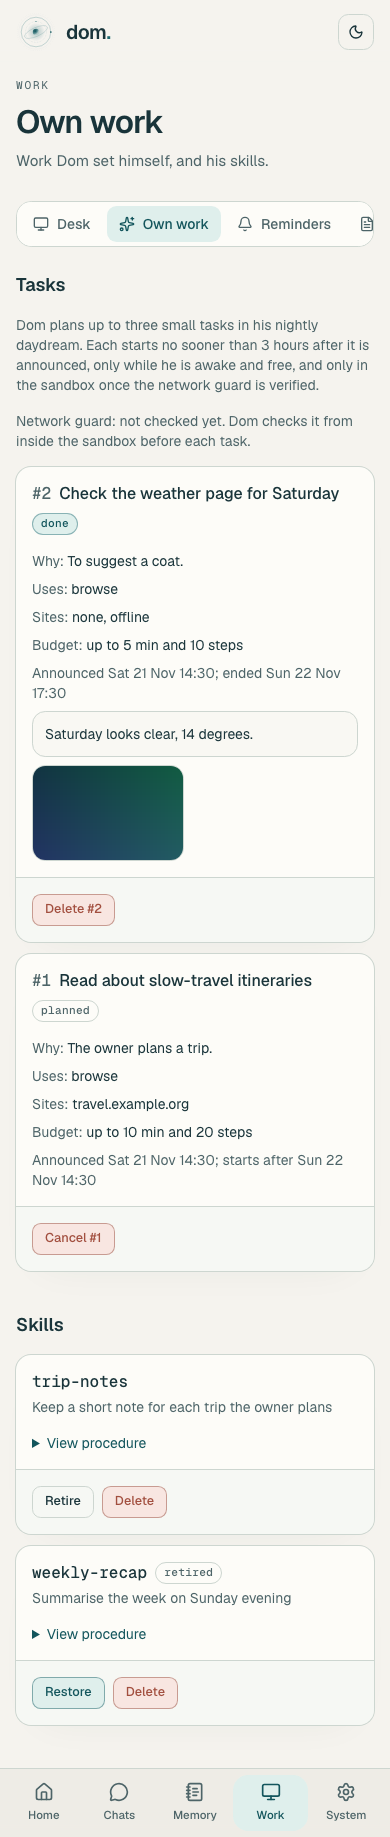 dom.
WORK
Own work
Work Dom set himself, and his skills.
Desk
Own work
Reminders
Tasks
Dom plans up to three small tasks in his nightly
daydream. Each starts no sooner than 3 hours after it is
announced, only while he is awake and free, and only in
the sandbox once the network guard is verified.
Network guard: not checked yet. Dom checks it from
inside the sandbox before each task.
#2 Check the weather page for Saturday
done
Why: To suggest a coat.
Uses: browse
Sites: none, offline
Budget: up to 5 min and 10 steps
Announced Sat 21 Nov 14:30; ended Sun 22 Nov
17:30
Saturday looks clear, 14 degrees.
Delete #2
#1 Read about slow-travel itineraries
planned
Why: The owner plans a trip.
Uses: browse
Sites: travel.example.org
Budget: up to 10 min and 20 steps
Announced Sat 21 Nov 14:30; starts after Sun 22
Nov 14:30
Cancel #1
Skills
trip-notes
Keep a short note for each trip the owner plans
View procedure
Retire
Delete
weekly-recap retired
Summarise the week on Sunday evening
View procedure
Restore
Delete
Home
Chats
Memory
Work
System